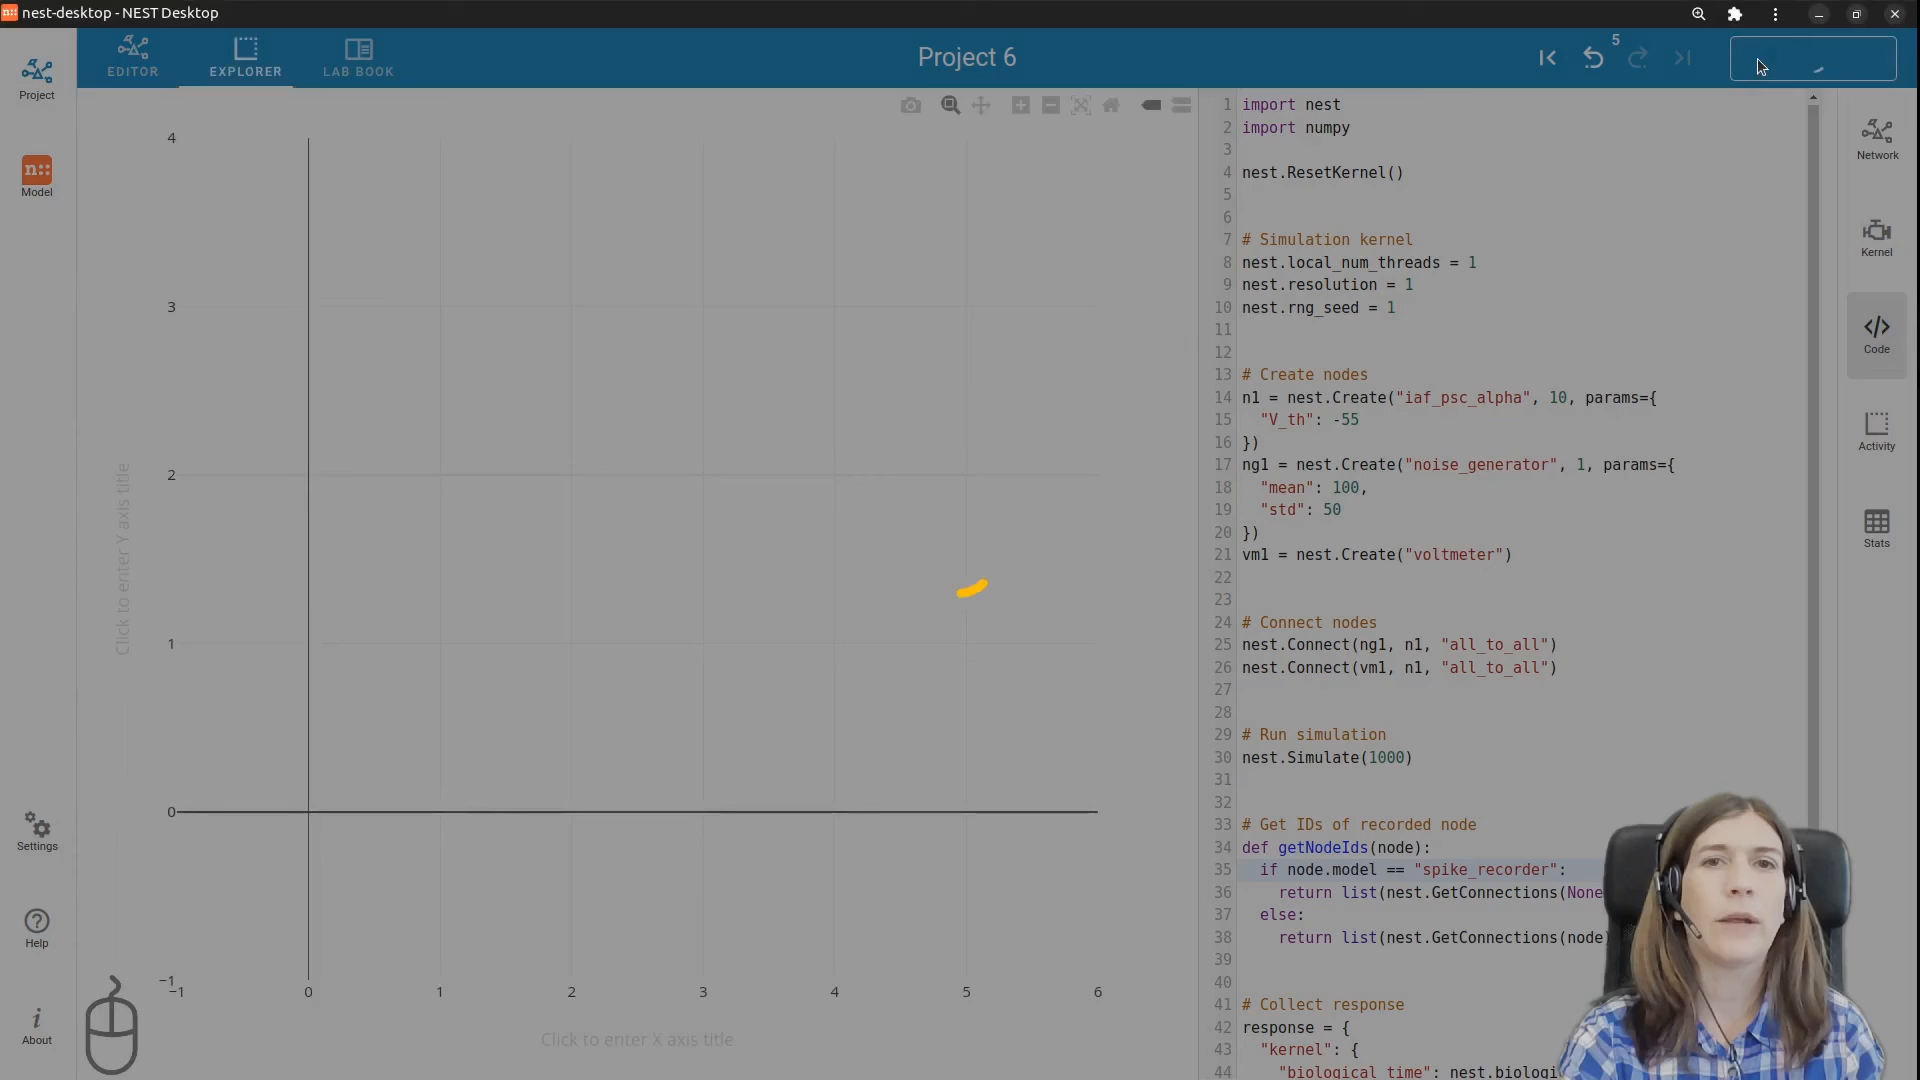 n:: nest-desktop - NEST Desktop
EDITOR
EXPLORER
LAB BOOK
Project 6
5
Project
n::
Model
Settings
Help
i
About
4
3
2
1
0
−1
−1
0
1
2
3
4
5
6
Click to enter Y axis title
Click to enter X axis title
1 import nest
2 import numpy
3
4 nest.ResetKernel()
5
6
7 # Simulation kernel
8 nest.local_num_threads = 1
9 nest.resolution = 1
10 nest.rng_seed = 1
11
12
13 # Create nodes
14 n1 = nest.Create("iaf_psc_alpha", 10, params={
15 "V_th": -55
16 })
17 ng1 = nest.Create("noise_generator", 1, params={
18 "mean": 100,
19 "std": 50
20 })
21 vm1 = nest.Create("voltmeter")
22
23
24 # Connect nodes
25 nest.Connect(ng1, n1, "all_to_all")
26 nest.Connect(vm1, n1, "all_to_all")
27
28
29 # Run simulation
30 nest.Simulate(1000)
31
32
33 # Get IDs of recorded node
34 def getNodeIds(node):
35 if node.model == "spike_recorder":
36 return list(nest.GetConnections(None
37 else:
38 return list(nest.GetConnections(node)
39
40
41 # Collect response
42 response = {
43 "kernel": {
44 "biological_time": nest.biologi
Network
Kernel
</>
Code
Activity
Stats